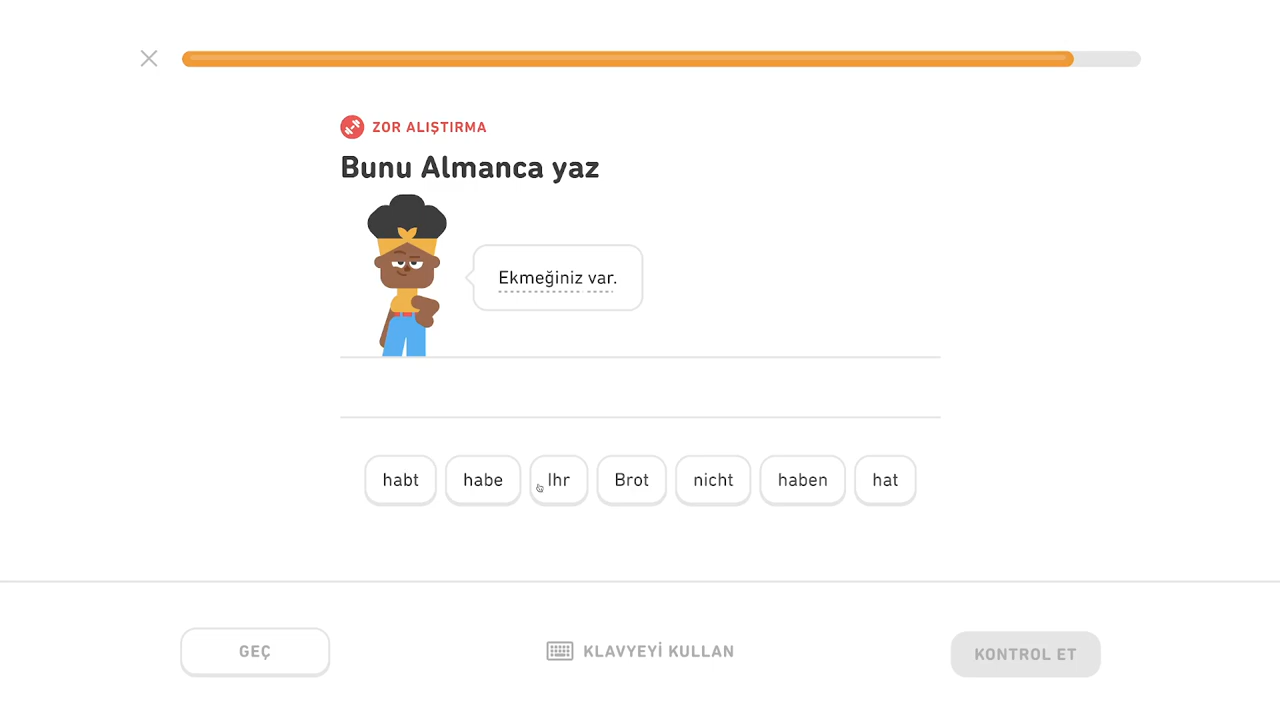 ZOR ALIŞTIRMA
Bunu Almanca yaz
Ekmeğiniz var.
habt habe Ihr Brot nicht haben hat
GEÇ KLAVYEYİ KULLAN KONTROL ET